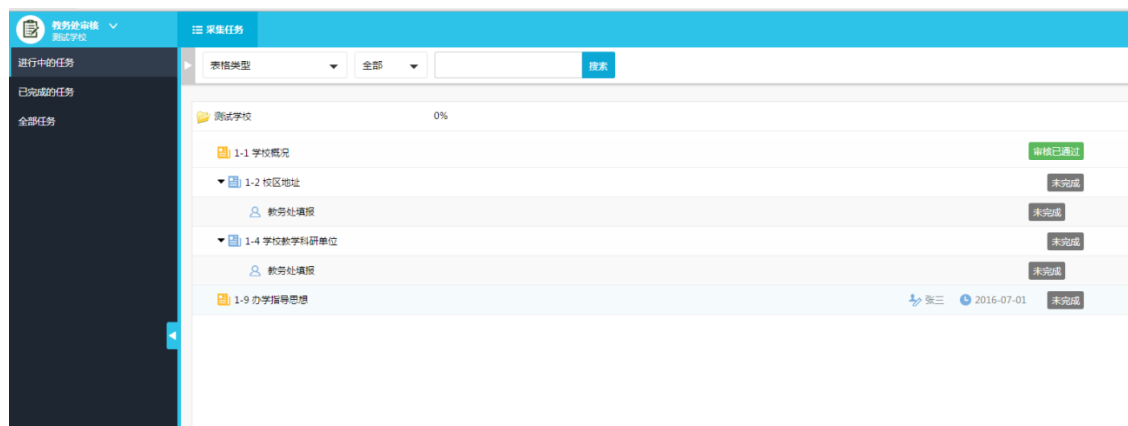 教务处审核
测试学校
采集任务
进行中的任务
已完成的任务
全部任务
表格类型 全部 搜索
测试学校 0%
1-1 学校概况 审核已通过
1-2 校区地址 未完成
教务处填报 未完成
1-4 学校教学科研单位 未完成
教务处填报 未完成
1-9 办学指导思想 张三 2016-07-01 未完成